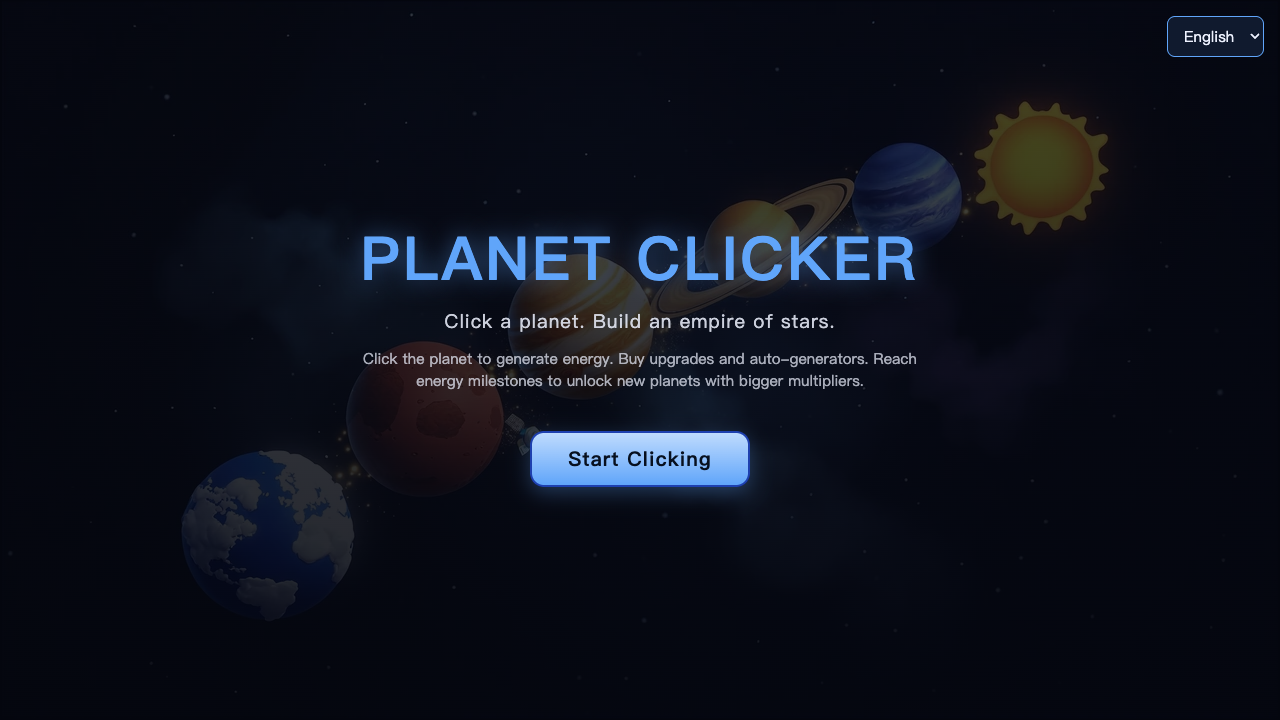 English
PLANET CLICKER
Click a planet. Build an empire of stars.
Click the planet to generate energy. Buy upgrades and auto-generators. Reach
energy milestones to unlock new planets with bigger multipliers.
Start Clicking